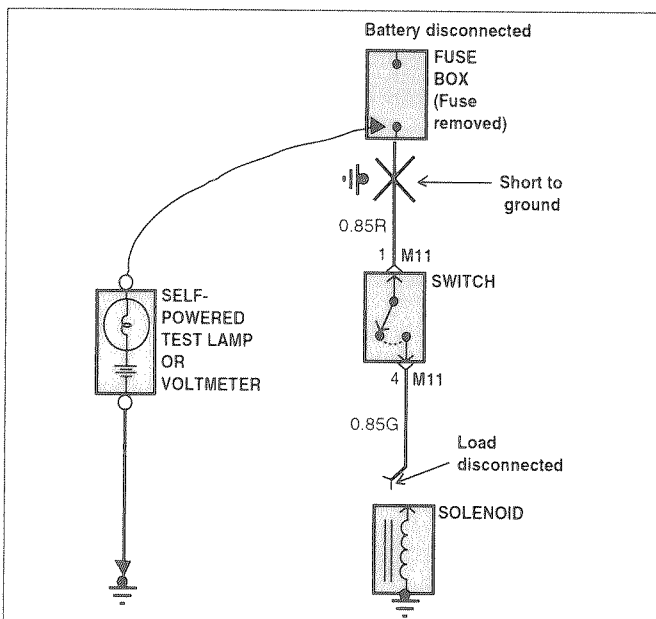 Battery disconnected
FUSE
BOX
(Fuse
removed)
Short to
ground
0.85R
1 M11
SWITCH
SELF-
POWERED
TEST LAMP
OR
VOLTMETER
4 M11
0.85G
Load
disconnected
SOLENOID